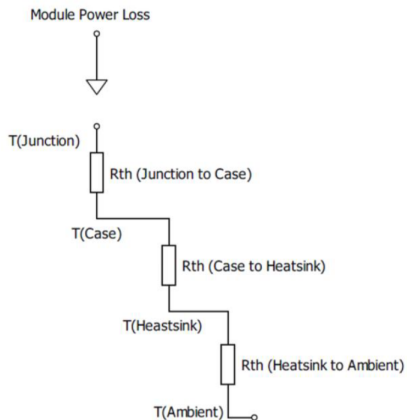 Module Power Loss
T(Junction)
Rth (Junction to Case)
T(Case)
Rth (Case to Heatsink)
T(Heastsink)
Rth (Heatsink to Ambient)
T(Ambient)